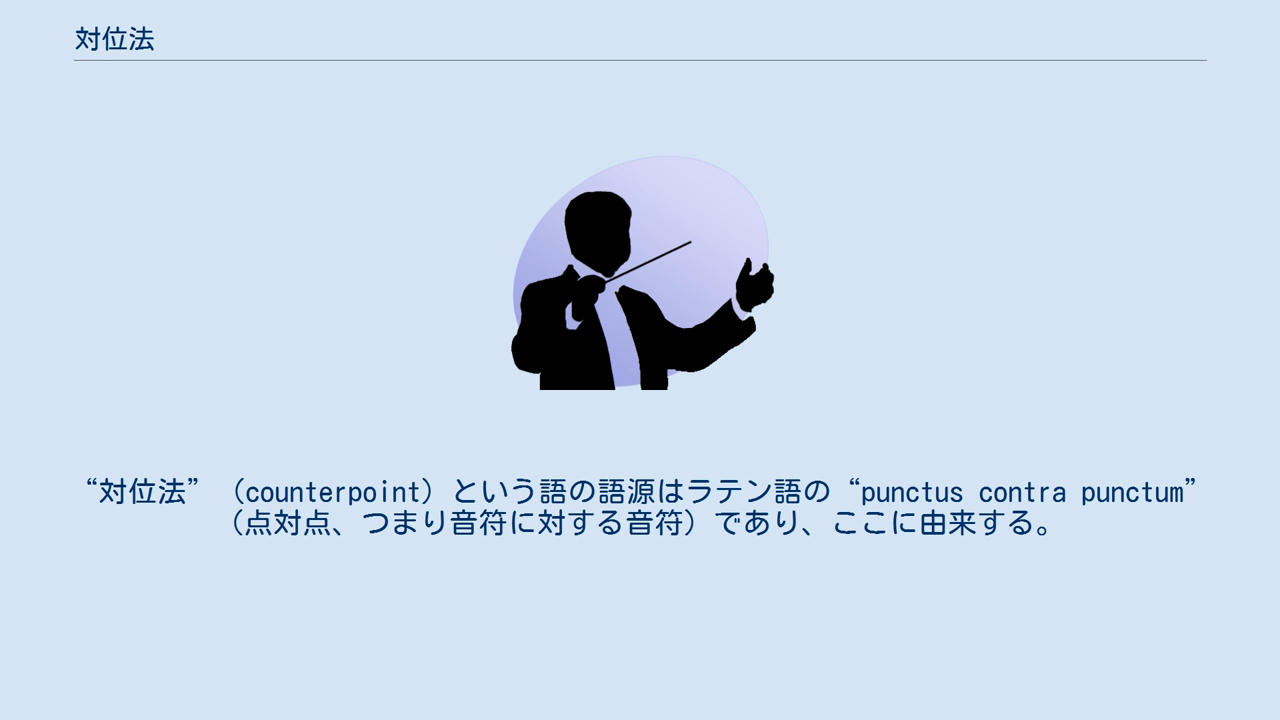 対位法
“対位法”（counterpoint）という語の語源はラテン語の“punctus contra punctum”
（点対点、つまり音符に対する音符）であり、ここに由来する。